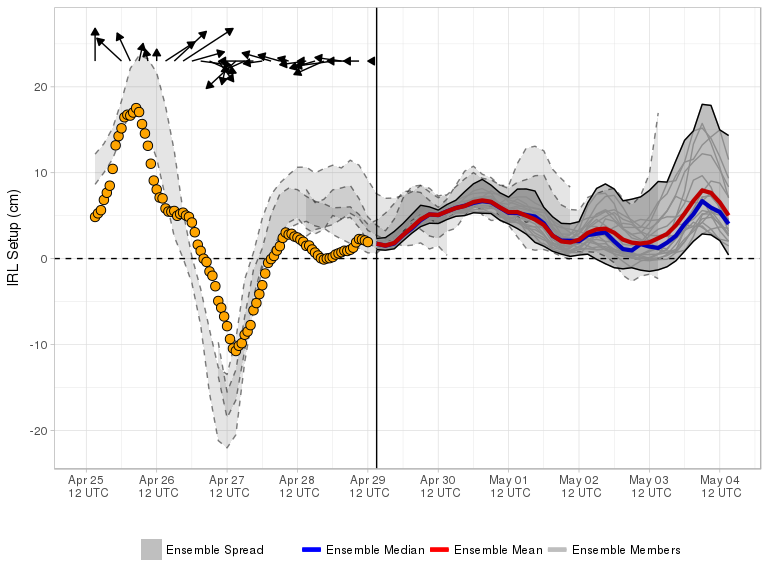 IRL Setup (cm)
20
10
0
-10
-20
Apr 25 Apr 26 Apr 27 Apr 28 Apr 29 Apr 30 May 01 May 02 May 03 May 04
12 UTC 12 UTC 12 UTC 12 UTC 12 UTC 12 UTC 12 UTC 12 UTC 12 UTC 12 UTC
Ensemble Spread Ensemble Median Ensemble Mean Ensemble Members